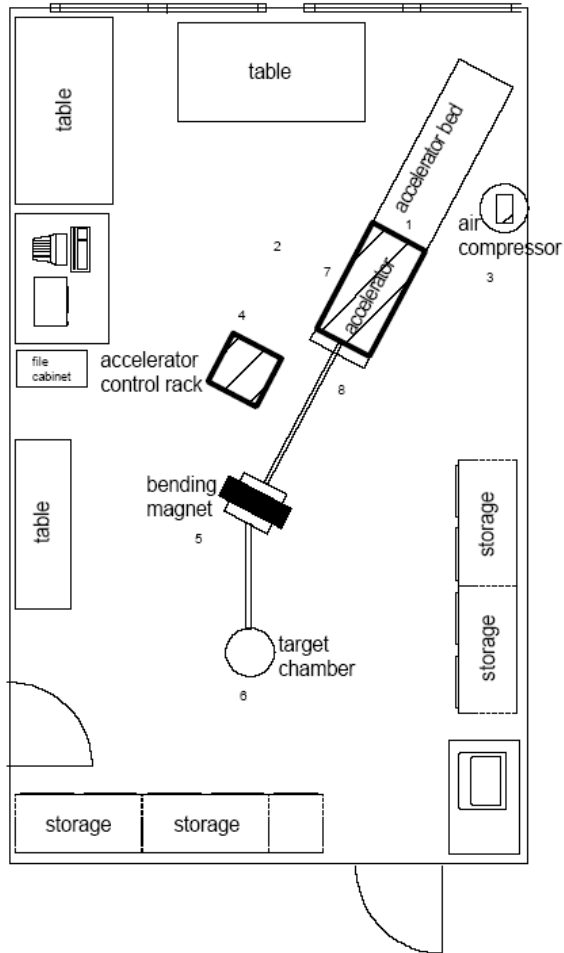 table
table
accelerator bed
1
air
compressor
2
7
3
accelerator
4
file
cabinet
accelerator
control rack
8
bending
magnet
storage
table
5
storage
target
chamber
6
storage
storage